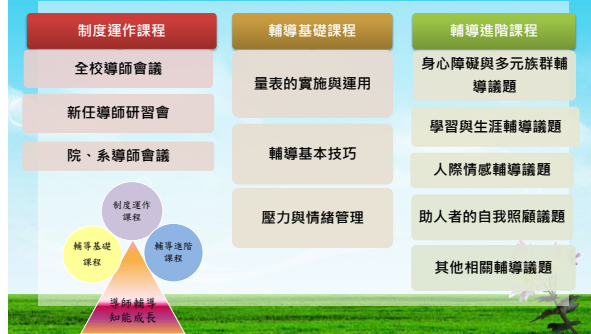 制度運作課程
全校導師會議
新任導師研習會
院、系導師會議
輔導基礎課程
量表的實施與運用
輔導基本技巧
壓力與情緒管理
輔導進階課程
身心障礙與多元族群輔
導議題
學習與生涯輔導議題
人際情感輔導議題
助人者的自我照顧議題
其他相關輔導議題
制度運作
課程
輔導基礎
課程
輔導進階
課程
導師輔導
知能成長